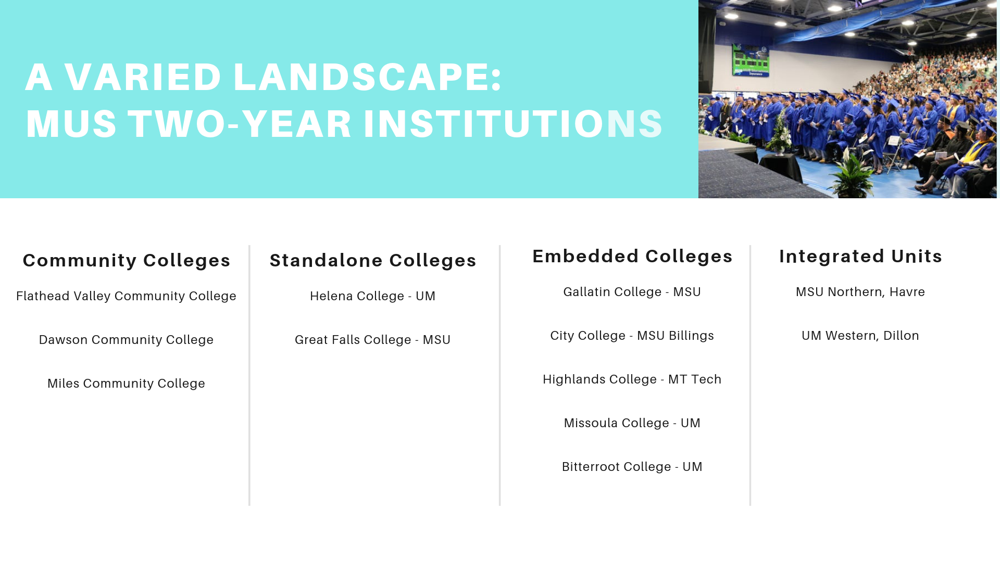 A VARIED LANDSCAPE:
MUS TWO-YEAR INSTITUTIONS
Community Colleges
Flathead Valley Community College
Dawson Community College
Miles Community College
Standalone Colleges
Helena College - UM
Great Falls College - MSU
Embedded Colleges
Gallatin College - MSU
City College - MSU Billings
Highlands College - MT Tech
Missoula College - UM
Bitterroot College - UM
Integrated Units
MSU Northern, Havre
UM Western, Dillon